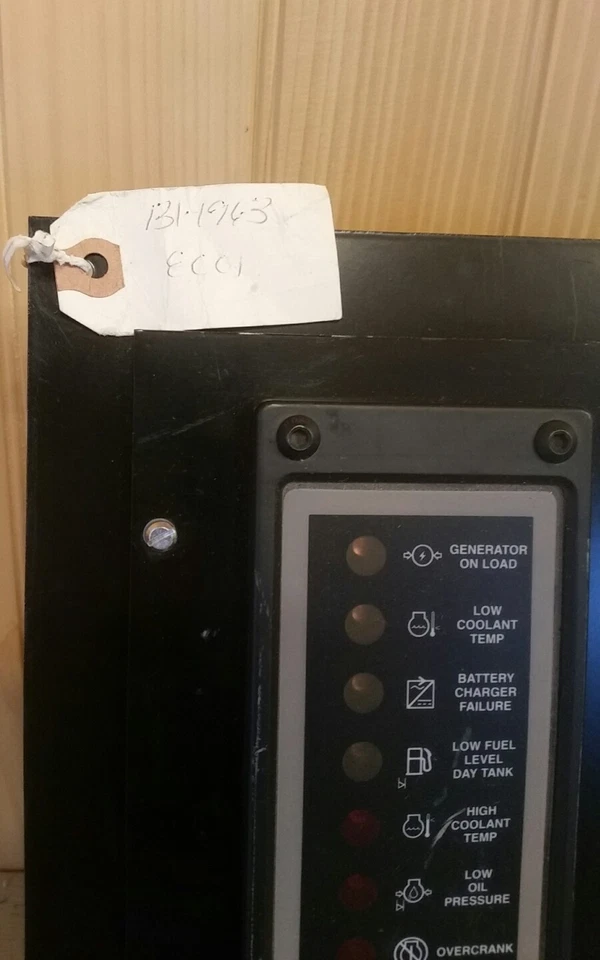 131-1963
ECO1
GENERATOR
ON LOAD
LOW
COOLANT
TEMP
BATTERY
CHARGER
FAILURE
LOW FUEL
LEVEL
DAY TANK
HIGH
COOLANT
TEMP
LOW
OIL
PRESSURE
OVERCRANK